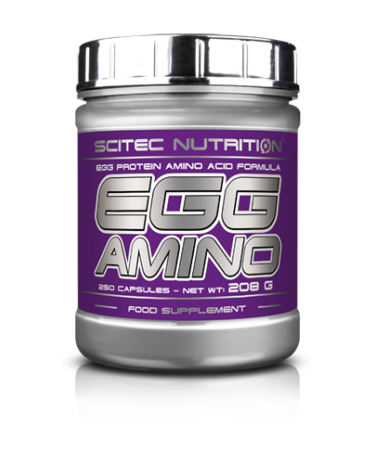 SCITEC NUTRITION
EGG PROTEIN AMINO ACID FORMULA
EGG
AMINO
250 CAPSULES - NET WT: 208 G
FOOD SUPPLEMENT